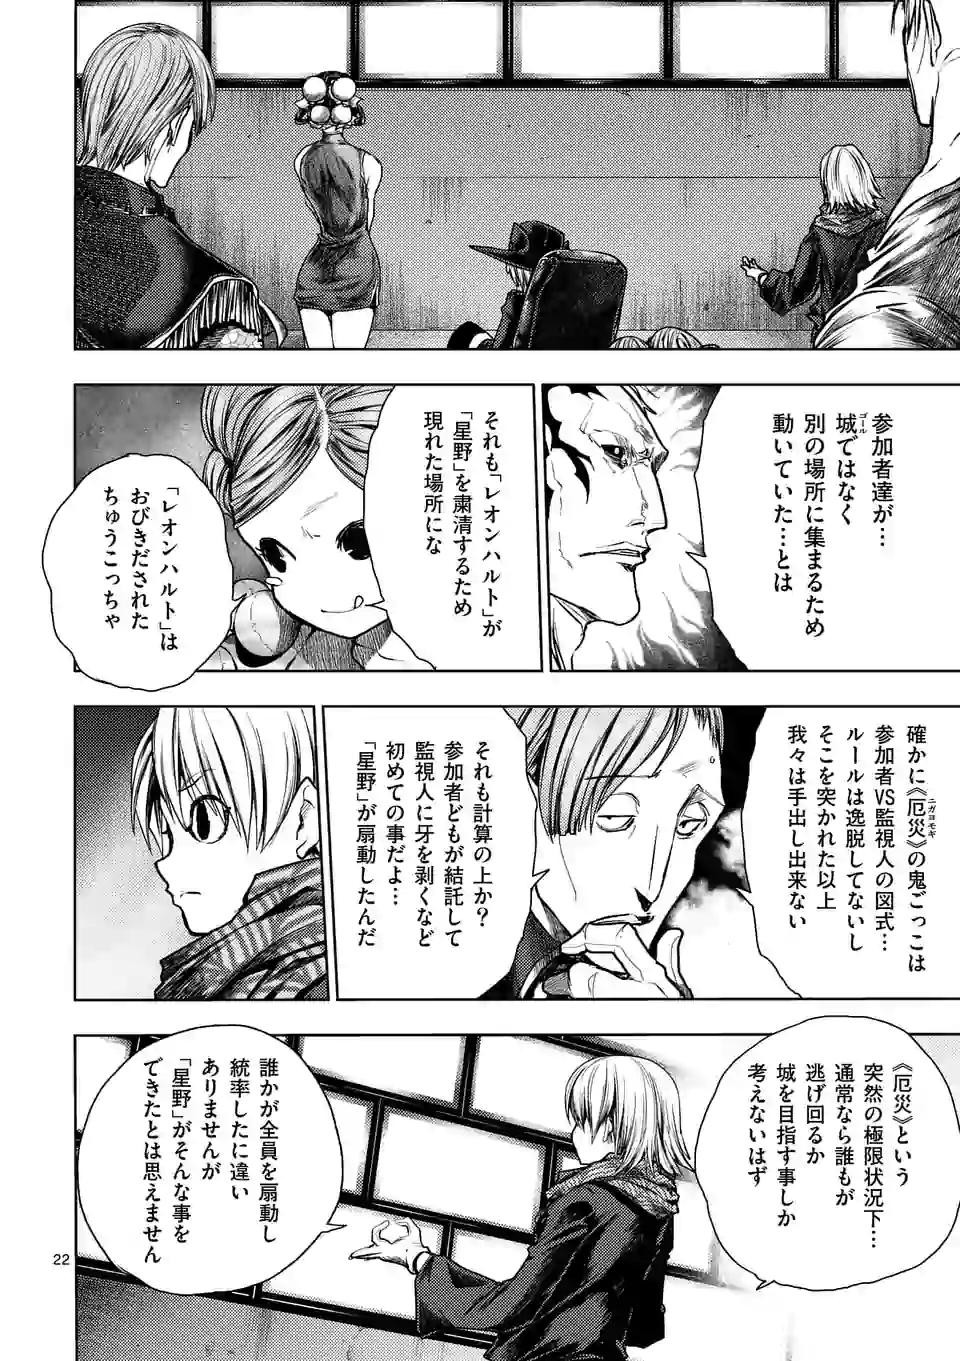 参加者達が…
城ではなく
ゴール
別の場所に集まるため
動いていた…とは
それも「レオンハルト」が
「星野」を粛清するため
現れた場所にな
「レオンハルト」は
おびきだされた
ちゅうこっちゃ
確かに《厄災》の鬼ごっこは
ニガヨモギ
参加者VS監視人の図式…
ルールは逸脱してないし
そこを突かれた以上
我々は手出し出来ない
それも計算の上か?
参加者どもが結託して
監視人に牙を剥くなど
初めての事だよ…
「星野」が扇動したんだ
《厄災》という
突然の極限状況下…
通常なら誰もが
逃げ回るか
城を目指す事しか
考えないはず
誰かが全員を扇動し
統率したに違い
ありませんが
「星野」がそんな事を
できたとは思えません
22